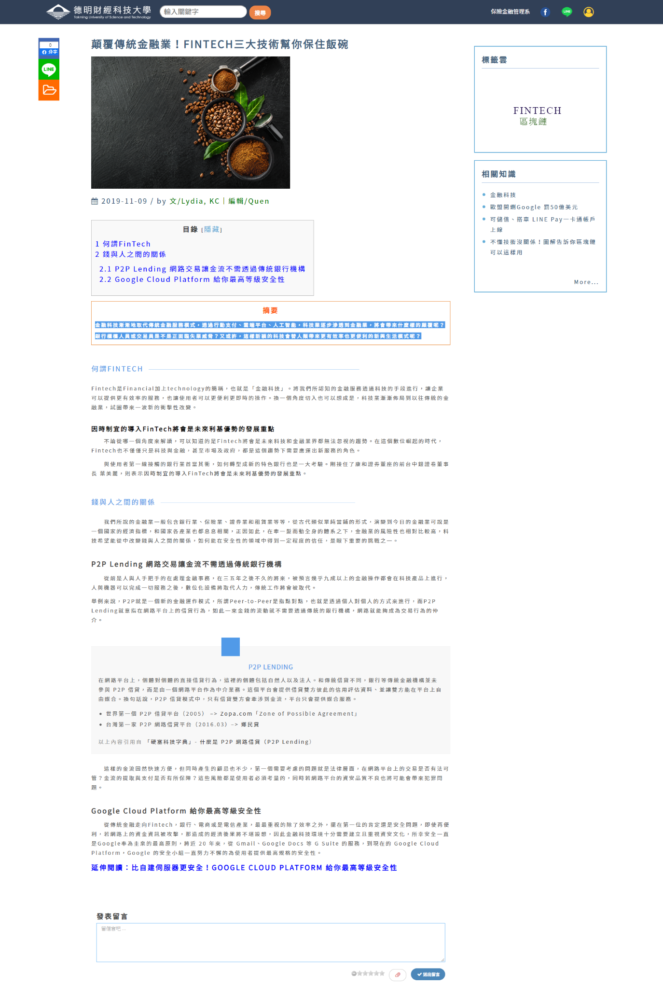 德明財經科技大學
Takming University of Science and Technology
輸入關鍵字
搜尋
保險金融管理系
LINE
0
分享
LINE
顛覆傳統金融業！FINTECH三大技術幫你保住飯碗
2019-11-09 / by 文/Lydia, KC｜編輯/Quen
目錄 [隱藏]
1 何謂FinTech
2 錢與人之間的關係
2.1 P2P Lending 網路交易讓金流不需透過傳統銀行機構
2.2 Google Cloud Platform 給你最高等級安全性
摘要
金融科技漸漸地取代傳統金融服務模式，透過行動支付、雲端平台、人工智能，科技業逐步滲透到金融業，將會帶來什麼樣的顛覆呢？
銀行櫃檯人員或交易員是不是正面臨失業威脅？又或許，這樣新穎的科技會替人類帶來更有效率也更便利的新興生活模式呢？
何謂FINTECH
Fintech是Financial加上technology的簡稱，也就是「金融科技」。將我們所認知的金融服務透過科技的手段進行，讓企業
可以提供更有效率的服務，也讓使用者可以更便利更即時的操作。換一個角度切入也可以想成是，科技業漸漸佈局到以往傳統的金
融業，試圖帶來一波新的衝擊性改變。
因時制宜的導入FinTech將會是未來利基優勢的發展重點
不論從哪一個角度來解讀，可以知道的是Fintech將會是未來科技和金融業界都無法忽視的趨勢。在這個數位崛起的時代，
Fintech也不僅僅只是科技與金融，甚至市場及政府，都是這個趨勢下需要應運出新服務的角色。
與使用者第一線接觸的銀行業首當其衝，如何轉型成新的特色銀行也是一大考驗。剛接任了康和證券董座的前台中銀證卷董事
長 葉美麗，則表示因時制宜的導入FinTech將會是未來利基優勢的發展重點。
錢與人之間的關係
我們所說的金融業一般包含銀行業、保險業、證券業和租賃業等等，從古代類似單純當鋪的形式，演變到今日的金融業可說是
一個國家的經濟指標，和國家各產業也都息息相關，正因如此，在牽一髮而動全身的體系之下，金融業的風險性也相對比較高，科
技希望能從中改變錢與人之間的關係，如何能在安全性的領域中得到一定程度的信任，是眼下重要的挑戰之一。
P2P Lending 網路交易讓金流不需透過傳統銀行機構
從前是人與人手把手的在處理金融事務，在三五年之後不久的將來，被預言幾乎九成以上的金融操作都會在科技產品上進行，
人與機器可以完成一切服務之後，數位化設備將取代人力，傳統工作將會被取代。
舉例來說，P2P就是一個新的金融運作模式，所謂Peer-to-Peer是指點對點，也就是透過個人對個人的方式來進行，而P2P
Lending就意指在網路平台上的借貸行為，如此一來金錢的流動就不需要透過傳統的銀行機構，網路就能夠成為交易行為的仲
介。
P2P LENDING
在網路平台上，個體對個體的直接借貸行為，這裡的個體包括自然人以及法人。和傳統借貸不同，銀行等傳統金融機構並未
參與 P2P 借貸，而是由一個網路平台作為中介業務。這個平台會提供借貸雙方彼此的信用評估資料、並讓雙方能在平台上自
由媒合。換句話說，P2P 借貸模式中，只有借貸雙方會牽涉到金流，平台只會提供媒合服務。
世界第一個 P2P 借貸平台（2005） –> Zopa.com「Zone of Possible Agreement」
台灣第一家 P2P 網路借貸平台（2016.03）–> 鄉民貸
以上內容引用自 「硬塞科技字典」- 什麼是 P2P 網路借貸（P2P Lending）
這樣的金流固然快速方便，但同時產生的顧忌也不少，第一個需要考慮的問題就是法律層面，在網路平台上的交易是否有法可
管？金流的提取與支付是否有所保障？這些風險都是使用者必須考量的，同時若網路平台的資安品質不良也將可能會帶來犯罪問
題。
Google Cloud Platform 給你最高等級安全性
從傳統金融走向Fintech，銀行、電商或是電信產業，最最重視的除了效率之外，擺在第一位的肯定還是安全問題，即使再便
利，若網路上的資金資訊被攻擊，那造成的經濟後果將不堪設想，因此金融科技環境十分需要建立且重視資安文化，所幸安全一直
是Google奉為圭臬的最高原則，將近 20 年來，從 Gmail、Google Docs 等 G Suite 的服務，到現在的 Google Cloud
Platform，Google 的安全小組一直努力不懈的為使用者提供最高規格的安全性。
延伸閱讀：比自建伺服器更安全！GOOGLE CLOUD PLATFORM 給你最高等級安全性
發表留言
留個言吧 ...
送出留言
標籤雲
FINTECH
區塊鏈
相關知識
金融科技
歐盟開鍘Google 罰50億美元
可儲值、搭車 LINE Pay一卡通帳戶
上線
不懂技術沒關係！圖解告訴你區塊鏈
可以這樣用
More...